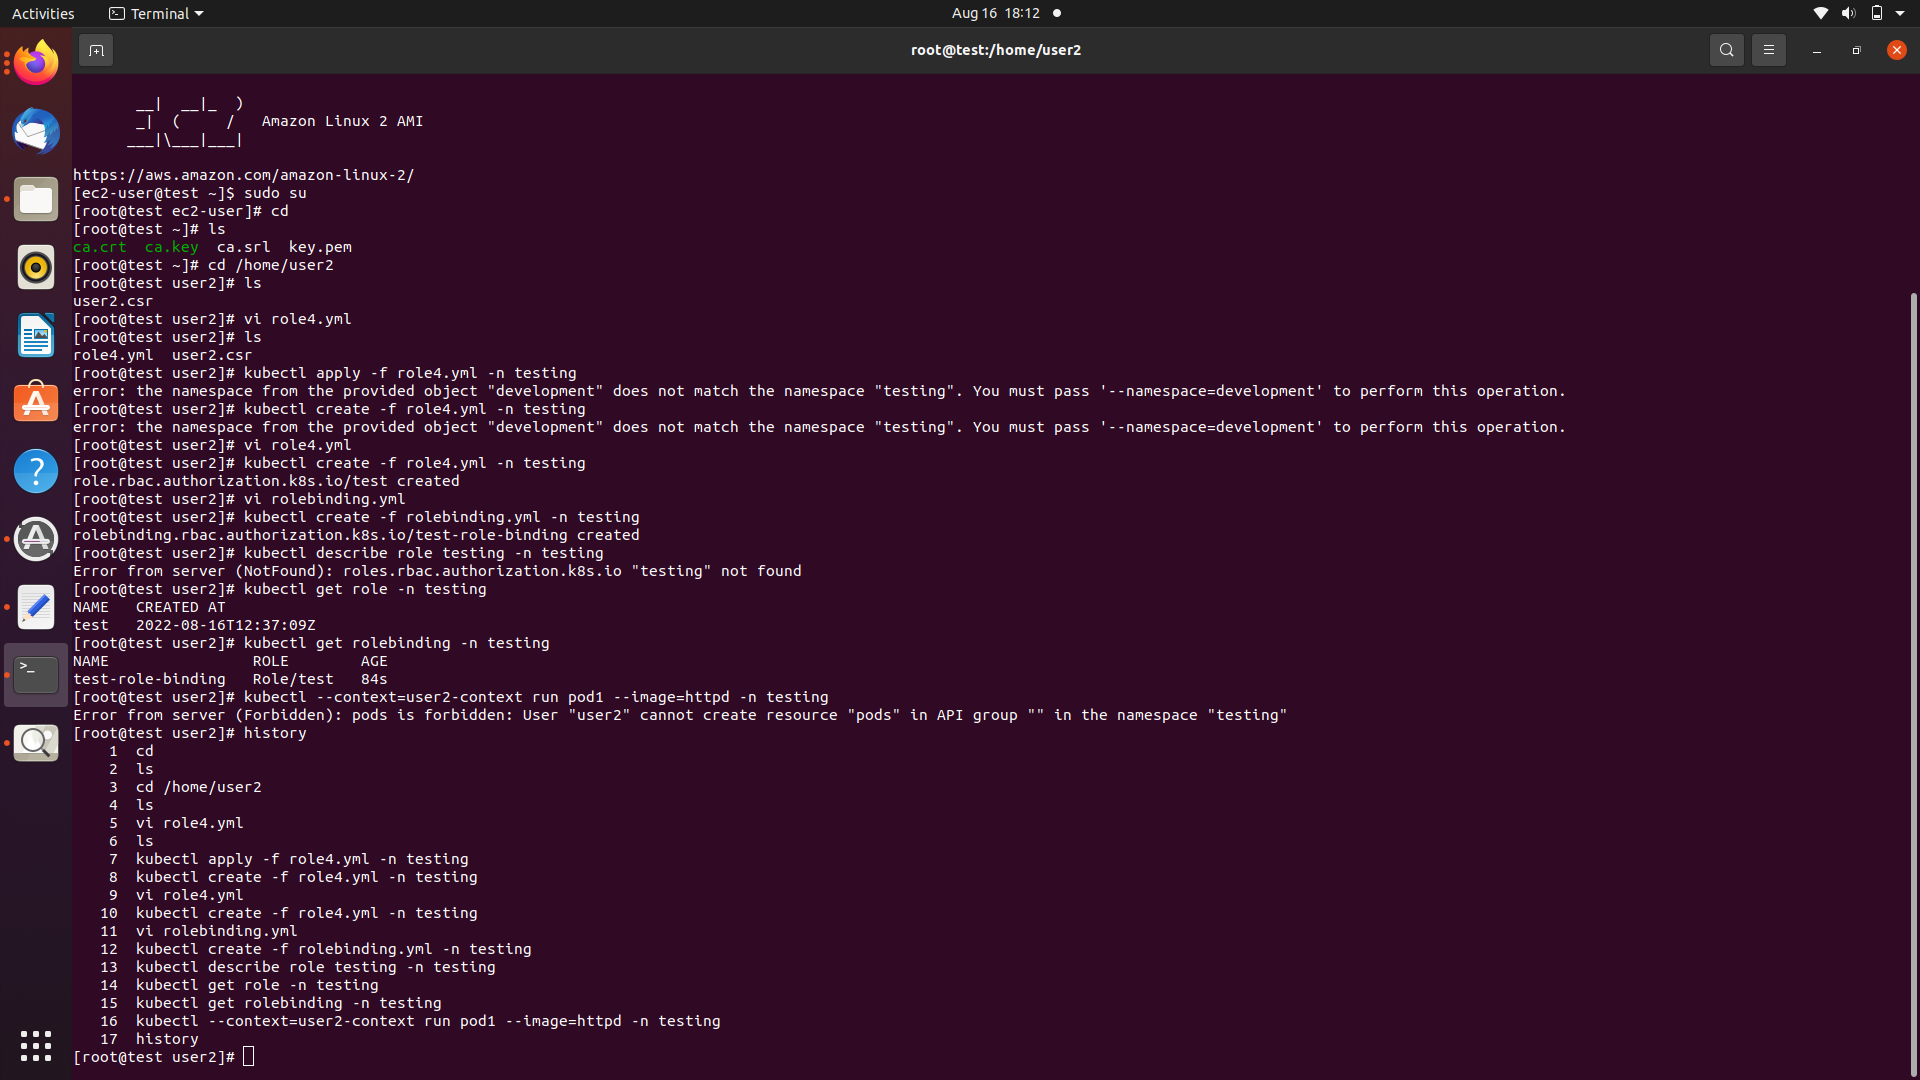 Activities
Terminal
Aug 16 18:12
root@test:/home/user2
__|  __|_  )
_|  (     /   Amazon Linux 2 AMI
___|\___|___|
https://aws.amazon.com/amazon-linux-2/
[ec2-user@test ~]$ sudo su
[root@test ec2-user]# cd
[root@test ~]# ls
ca.crt  ca.key  ca.srl  key.pem
[root@test ~]# cd /home/user2
[root@test user2]# ls
user2.csr
[root@test user2]# vi role4.yml
[root@test user2]# ls
role4.yml  user2.csr
[root@test user2]# kubectl apply -f role4.yml -n testing
error: the namespace from the provided object "development" does not match the namespace "testing". You must pass '--namespace=development' to perform this operation.
[root@test user2]# kubectl create -f role4.yml -n testing
error: the namespace from the provided object "development" does not match the namespace "testing". You must pass '--namespace=development' to perform this operation.
[root@test user2]# vi role4.yml
[root@test user2]# kubectl create -f role4.yml -n testing
role.rbac.authorization.k8s.io/test created
[root@test user2]# vi rolebinding.yml
[root@test user2]# kubectl create -f rolebinding.yml -n testing
rolebinding.rbac.authorization.k8s.io/test-role-binding created
[root@test user2]# kubectl describe role testing -n testing
Error from server (NotFound): roles.rbac.authorization.k8s.io "testing" not found
[root@test user2]# kubectl get role -n testing
NAME   CREATED AT
test   2022-08-16T12:37:09Z
[root@test user2]# kubectl get rolebinding -n testing
NAME                ROLE        AGE
test-role-binding   Role/test   84s
[root@test user2]# kubectl --context=user2-context run pod1 --image=httpd -n testing
Error from server (Forbidden): pods is forbidden: User "user2" cannot create resource "pods" in API group "" in the namespace "testing"
[root@test user2]# history
1  cd
2  ls
3  cd /home/user2
4  ls
5  vi role4.yml
6  ls
7  kubectl apply -f role4.yml -n testing
8  kubectl create -f role4.yml -n testing
9  vi role4.yml
10  kubectl create -f role4.yml -n testing
11  vi rolebinding.yml
12  kubectl create -f rolebinding.yml -n testing
13  kubectl describe role testing -n testing
14  kubectl get role -n testing
15  kubectl get rolebinding -n testing
16  kubectl --context=user2-context run pod1 --image=httpd -n testing
17  history
[root@test user2]#